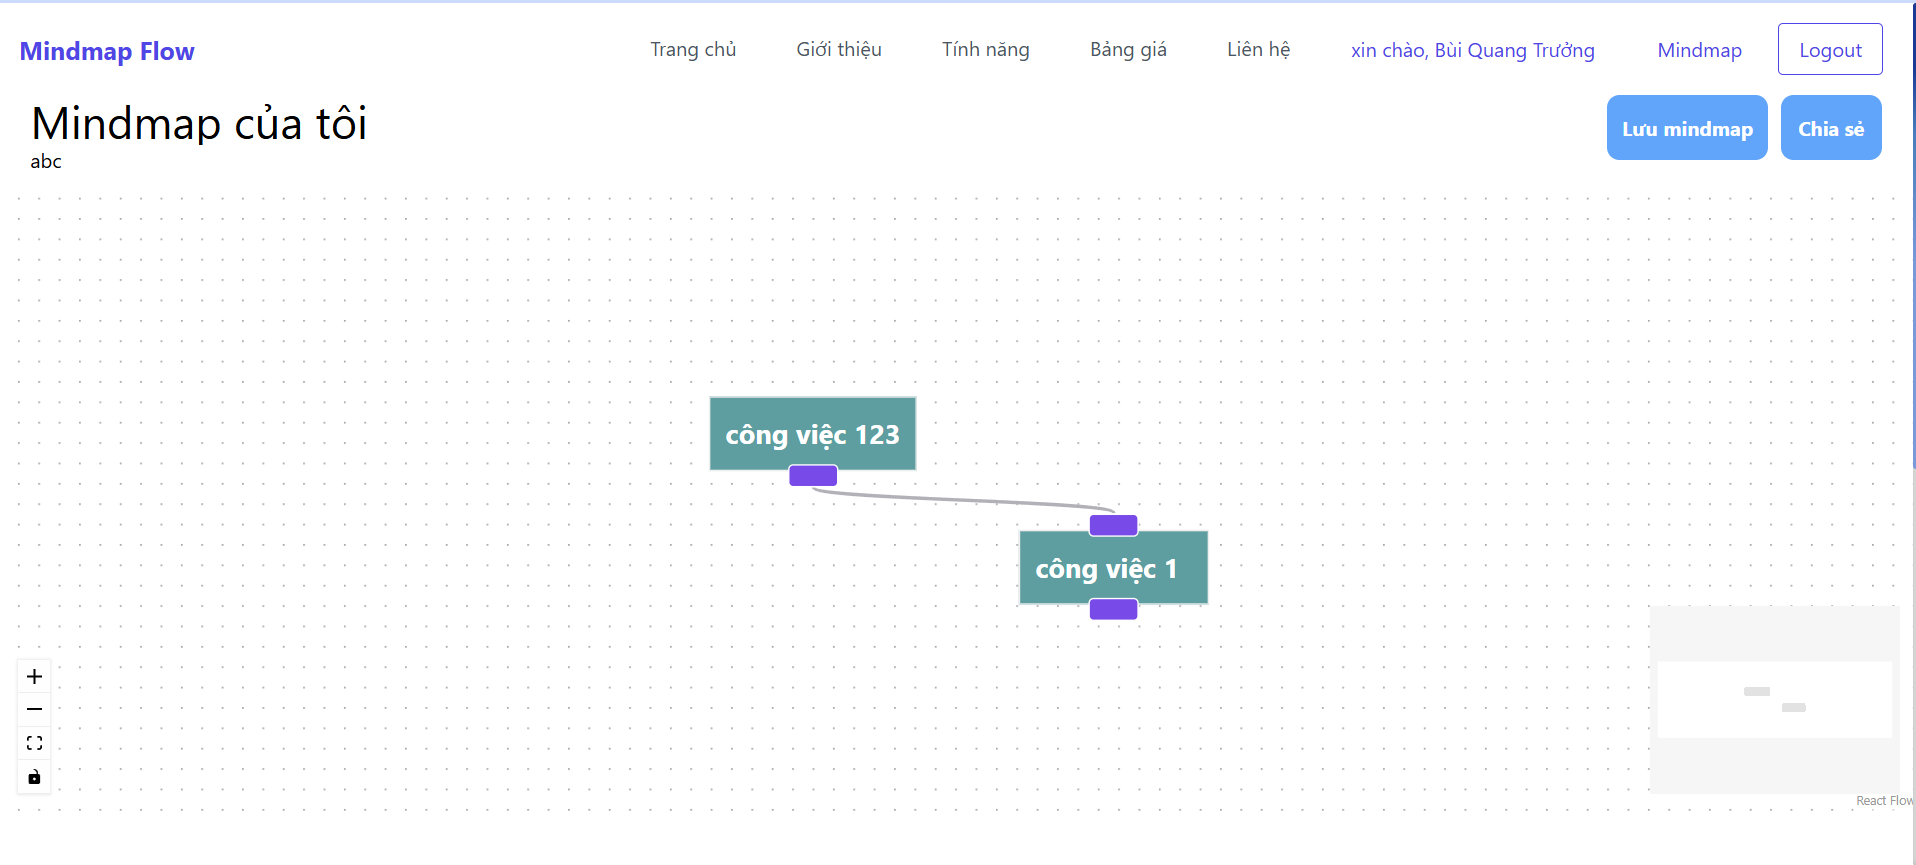 Mindmap Flow
Trang chủ
Giới thiệu
Tính năng
Bảng giá
Liên hệ
xin chào, Bùi Quang Trưởng
Mindmap
Logout
Mindmap của tôi
abc
Lưu mindmap
Chia sẻ
công việc 123
công việc 1
React Flow